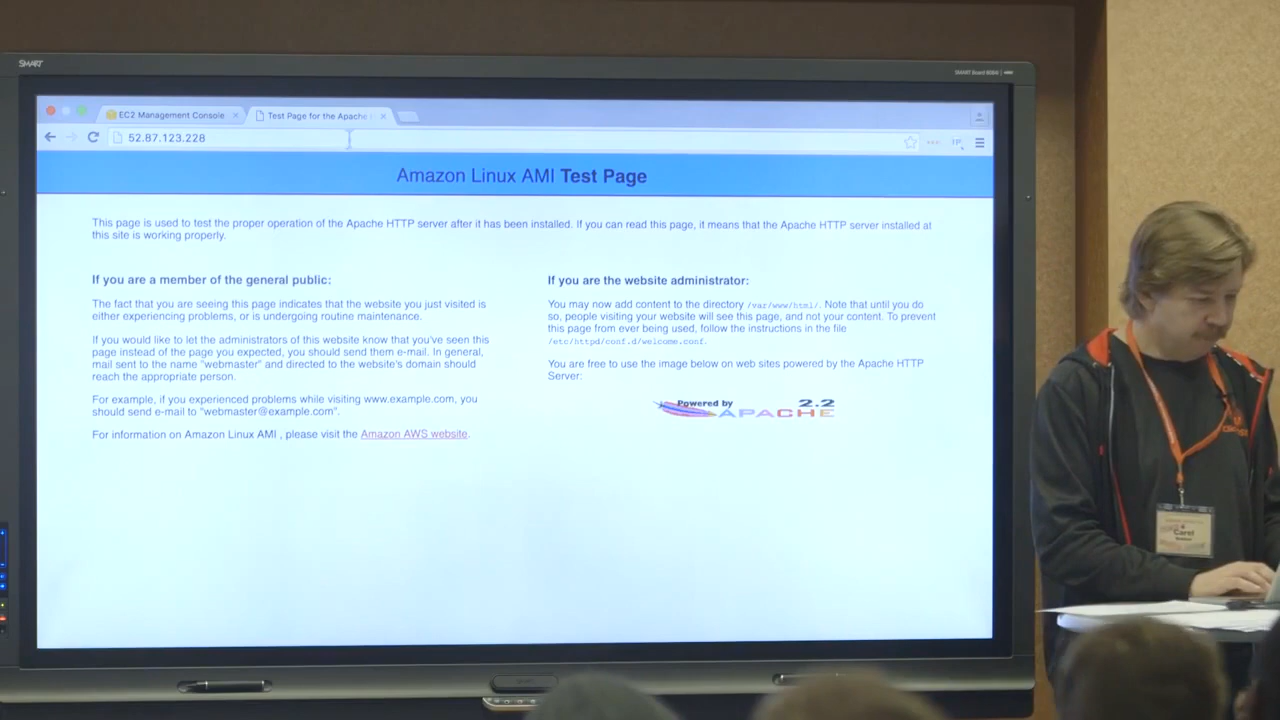 SMART
SMART Board 8084i
EC2 Management Console
Test Page for the Apache
52.87.123.228
Amazon Linux AMI Test Page
This page is used to test the proper operation of the Apache HTTP server after it has been installed. If you can read this page, it means that the Apache HTTP server installed at
this site is working properly.
If you are a member of the general public:
The fact that you are seeing this page indicates that the website you just visited is
either experiencing problems, or is undergoing routine maintenance.
If you would like to let the administrators of this website know that you've seen this
page instead of the page you expected, you should send them e-mail. In general,
mail sent to the name "webmaster" and directed to the website's domain should
reach the appropriate person.
For example, if you experienced problems while visiting www.example.com, you
should send e-mail to "webmaster@example.com".
For information on Amazon Linux AMI , please visit the Amazon AWS website.
If you are the website administrator:
You may now add content to the directory /var/www/html/. Note that until you do
so, people visiting your website will see this page, and not your content. To prevent
this page from ever being used, follow the instructions in the file
/etc/httpd/conf.d/welcome.conf.
You are free to use the image below on web sites powered by the Apache HTTP
Server:
Powered by 2.2
APACHE
Carel